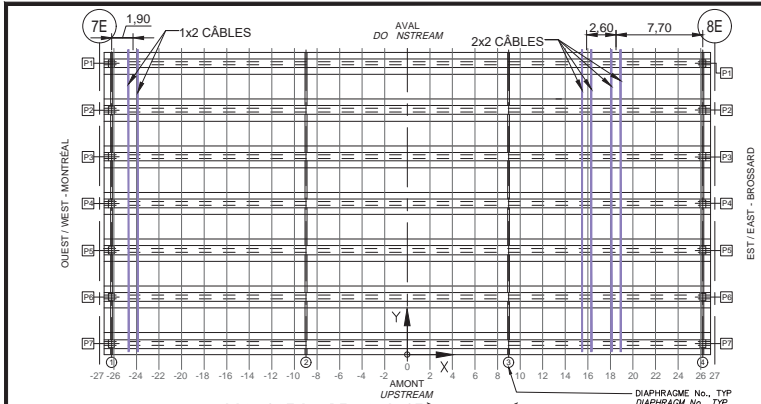 7E
1,90
1x2 CÂBLES
AVAL
DO NSTREAM
2x2 CÂBLES
2,60
7,70
8E
P1
P2
P3
P4
P5
P6
P7
P1
P2
P3
P4
P5
P6
P7
OUEST / WEST - MONTRÉAL
EST / EAST - BROSSARD
Y
X
1
2
3
4
-27 -26 -24 -22 -20 -18 -16 -14 -12 -10 -8 -6 -4 -2 0 2 4 6 8 10 12 14 16 18 20 22 24 26 27
AMONT
UPSTREAM
DIAPHRAGME No., TYP
DIAPHRAGM No., TYP